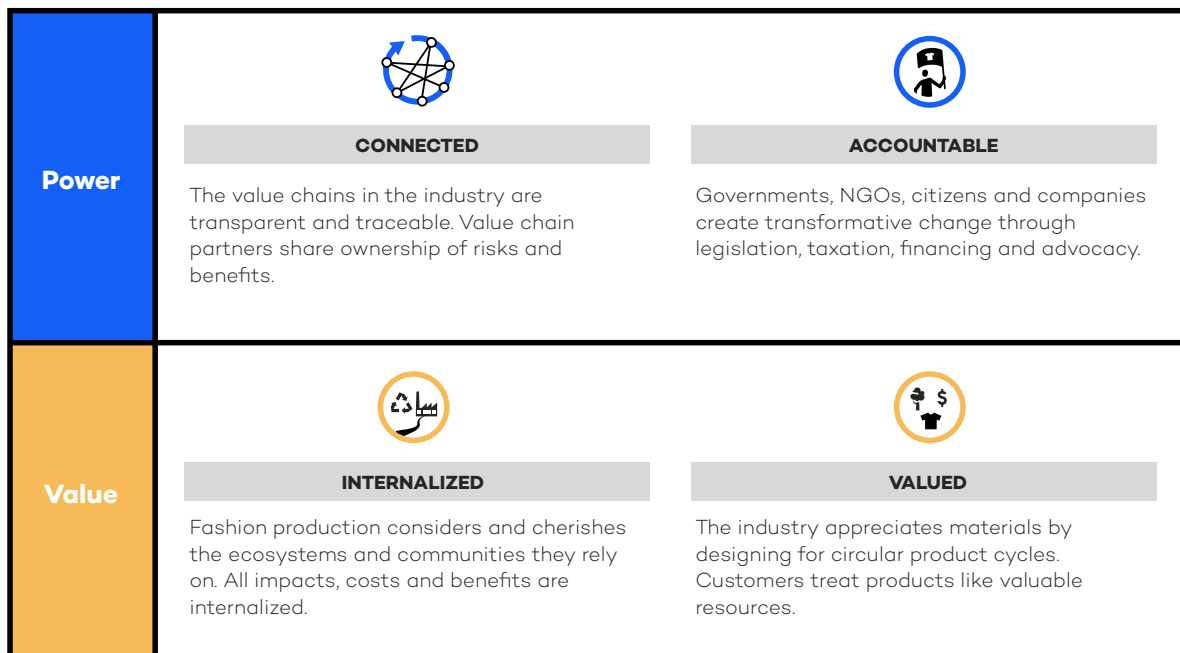 Power
CONNECTED
The value chains in the industry are
transparent and traceable. Value chain
partners share ownership of risks and
benefits.
ACCOUNTABLE
Governments, NGOs, citizens and companies
create transformative change through
legislation, taxation, financing and advocacy.
Value
INTERNALIZED
Fashion production considers and cherishes
the ecosystems and communities they rely
on. All impacts, costs and benefits are
internalized.
$
VALUED
The industry appreciates materials by
designing for circular product cycles.
Customers treat products like valuable
resources.